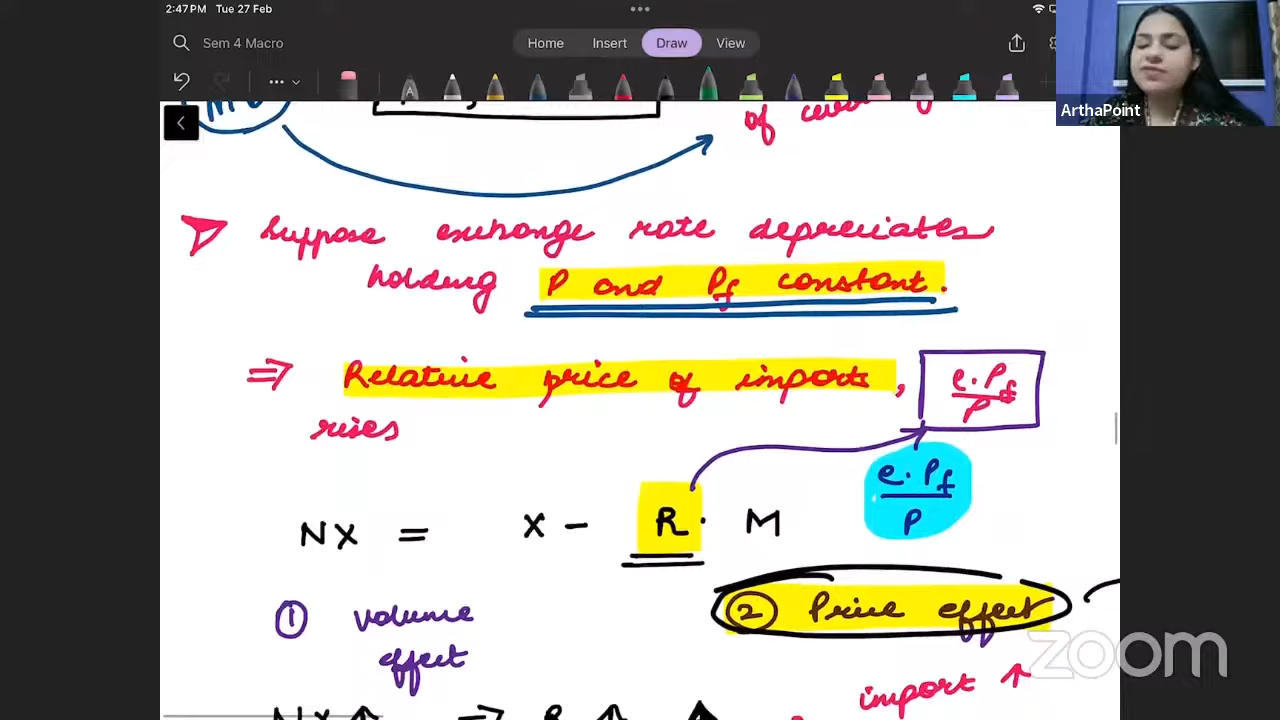 2:47 PM Tue 27 Feb
Sem 4 Macro
Home Insert Draw View
ArthaPoint
of
Suppose exchange rate depreciates
holding P and Pf constant.
⇒ Relative price of imports, e.Pf/P
rises
e.Pf/P
NX = X - R. M
① volume
effect
② Price effect
zoom
import ↑
NX ↑ ⇒ R ↑